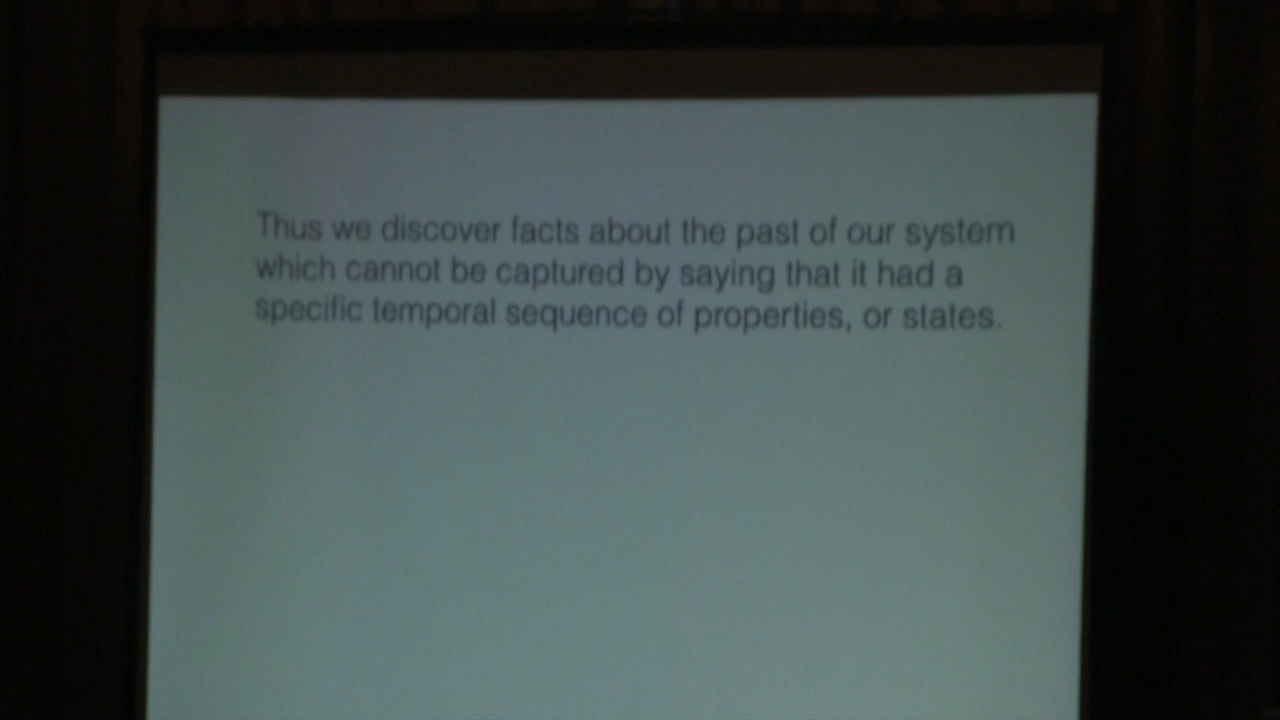 Thus we discover facts about the past of our system
which cannot be captured by saying that it had a
specific temporal sequence of properties, or states.